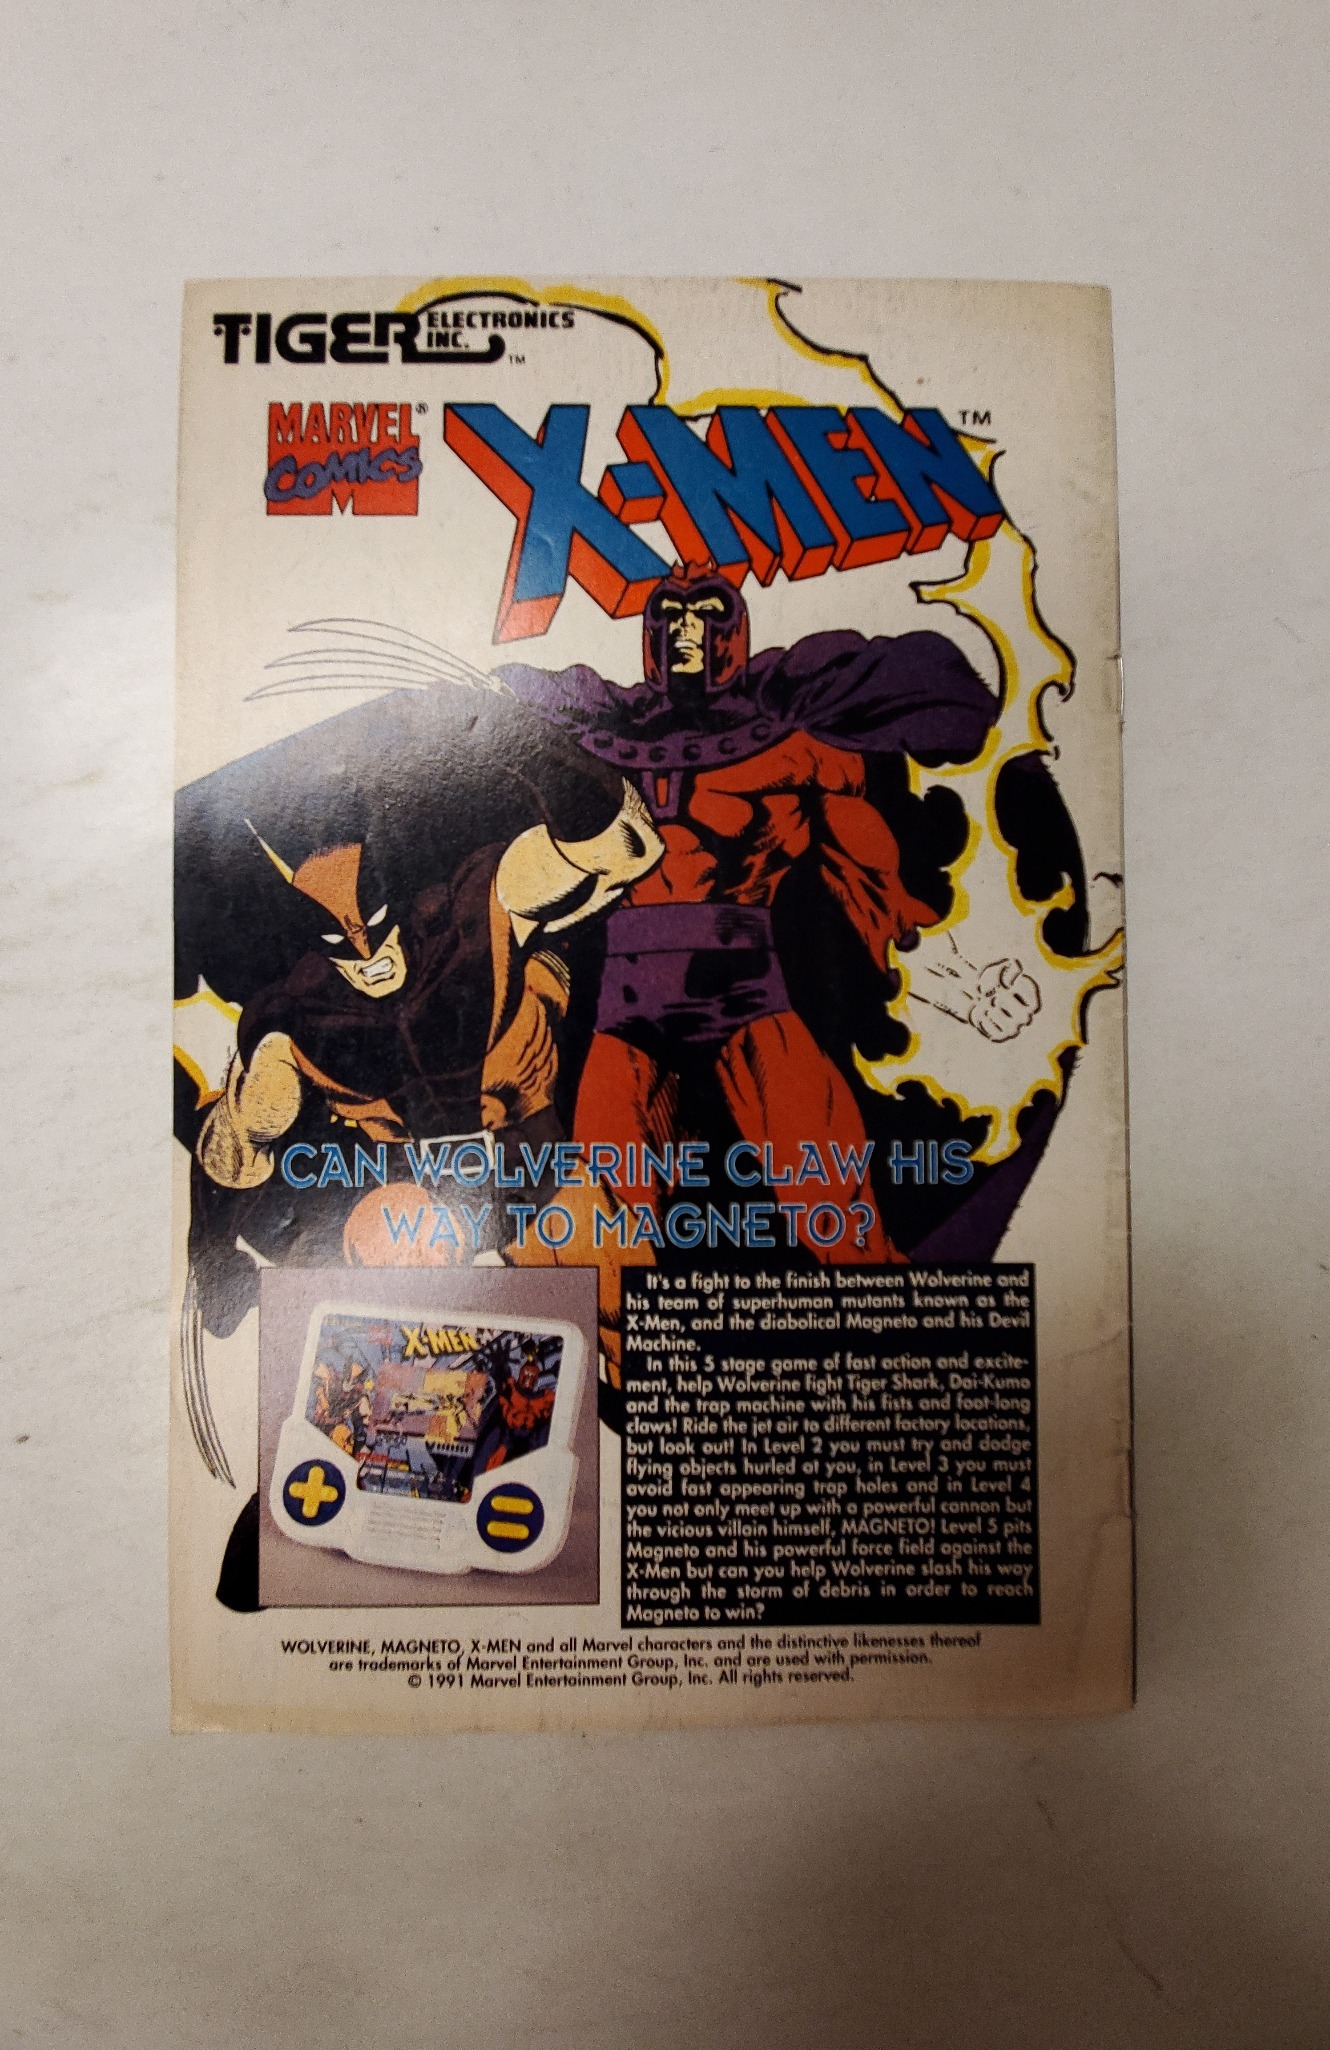 TIGER ELECTRONICS INC.™
MARVEL® COMICS
X-MEN™
CAN WOLVERINE CLAW HIS
WAY TO MAGNETO?
It's a fight to the finish between Wolverine and
his team of superhuman mutants known as the
X-Men, and the diabolical Magneto and his Devil
Machine.
In this 5 stage game of fast action and excite-
ment, help Wolverine fight Tiger Shark, Dai-Kumo
and the trap machine with his fists and foot-long
claws! Ride the jet air to different factory locations,
but look out! In Level 2 you must try and dodge
flying objects hurled at you, in Level 3 you must
avoid fast appearing trap holes and in Level 4
you not only meet up with a powerful cannon but
the vicious villain himself, MAGNETO! Level 5 pits
Magneto and his powerful force field against the
X-Men but can you help Wolverine slash his way
through the storm of debris in order to reach
Magneto to win?
X-MEN
WOLVERINE, MAGNETO, X-MEN and all Marvel characters and the distinctive likenesses thereof
are trademarks of Marvel Entertainment Group, Inc. and are used with permission.
© 1991 Marvel Entertainment Group, Inc. All rights reserved.